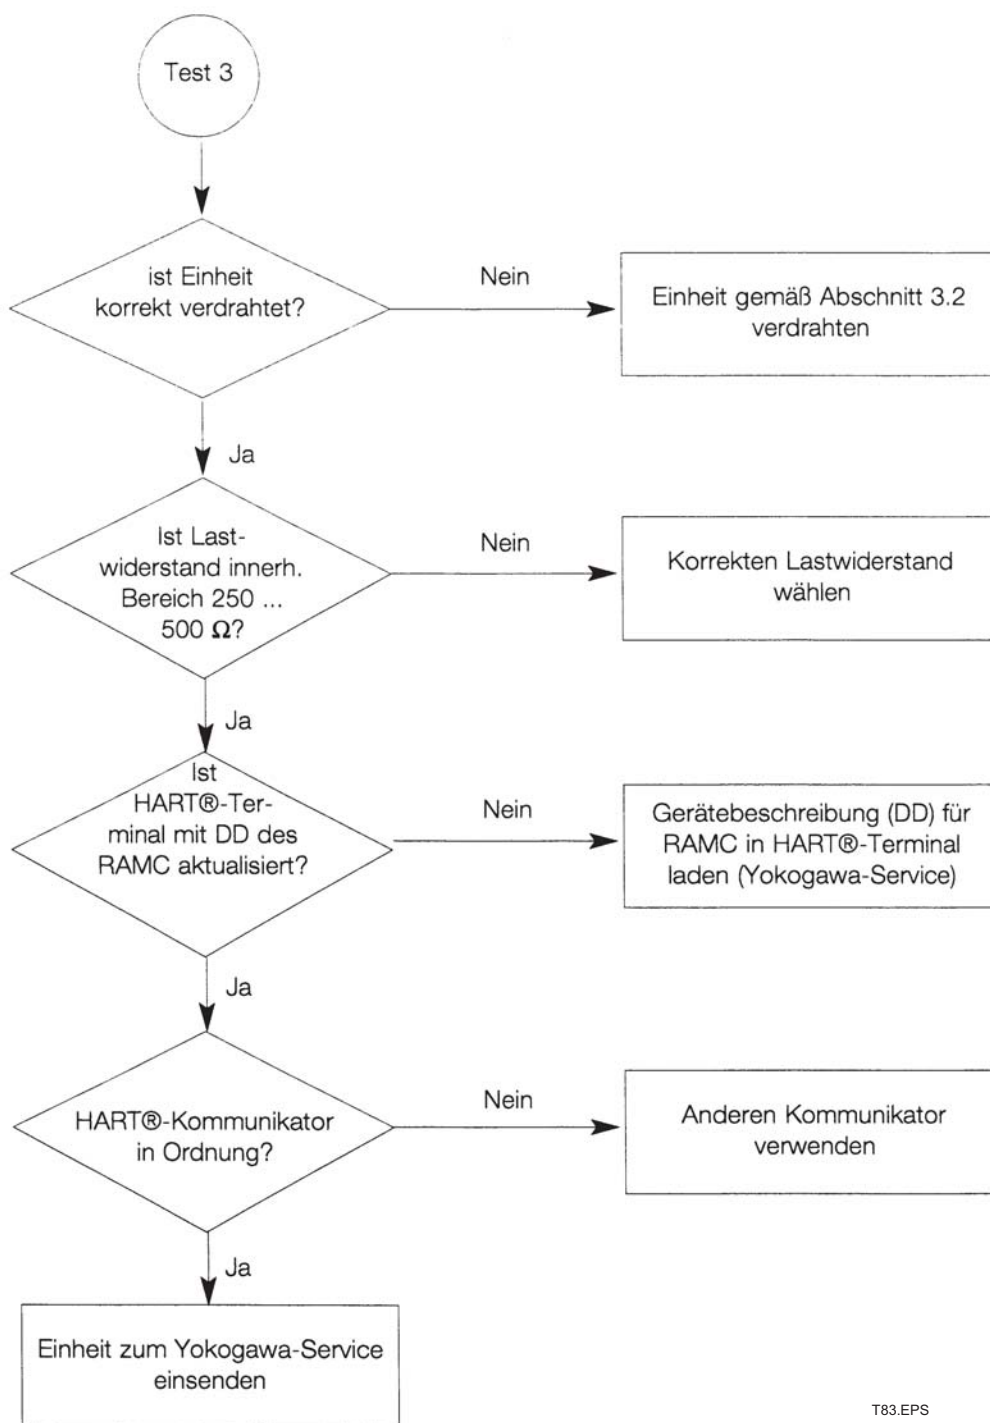 Test 3
ist Einheit
korrekt verdrahtet?
Nein
Einheit gemäß Abschnitt 3.2
verdrahten
Ja
Ist Last-
widerstand innerh.
Bereich 250 ...
500 Ω?
Nein
Korrekten Lastwiderstand
wählen
Ja
Ist
HART®-Ter-
minal mit DD des
RAMC aktualisiert?
Nein
Gerätebeschreibung (DD) für
RAMC in HART®-Terminal
laden (Yokogawa-Service)
Ja
HART®-Kommunikator
in Ordnung?
Nein
Anderen Kommunikator
verwenden
Ja
Einheit zum Yokogawa-Service
einsenden
T83.EPS